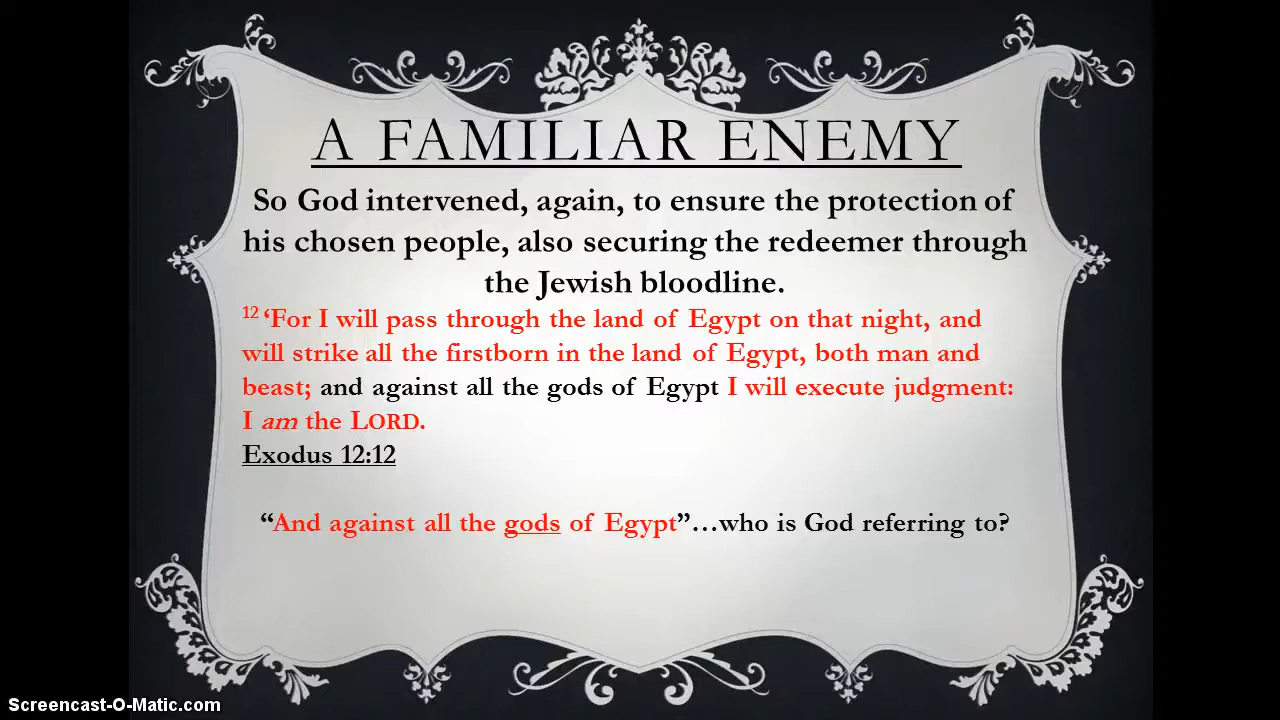 A FAMILIAR ENEMY
So God intervened, again, to ensure the protection of
his chosen people, also securing the redeemer through
the Jewish bloodline.
12 ‘For I will pass through the land of Egypt on that night, and
will strike all the firstborn in the land of Egypt, both man and
beast; and against all the gods of Egypt I will execute judgment:
I am the LORD.
Exodus 12:12
“And against all the gods of Egypt”…who is God referring to?
Screencast-O-Matic.com